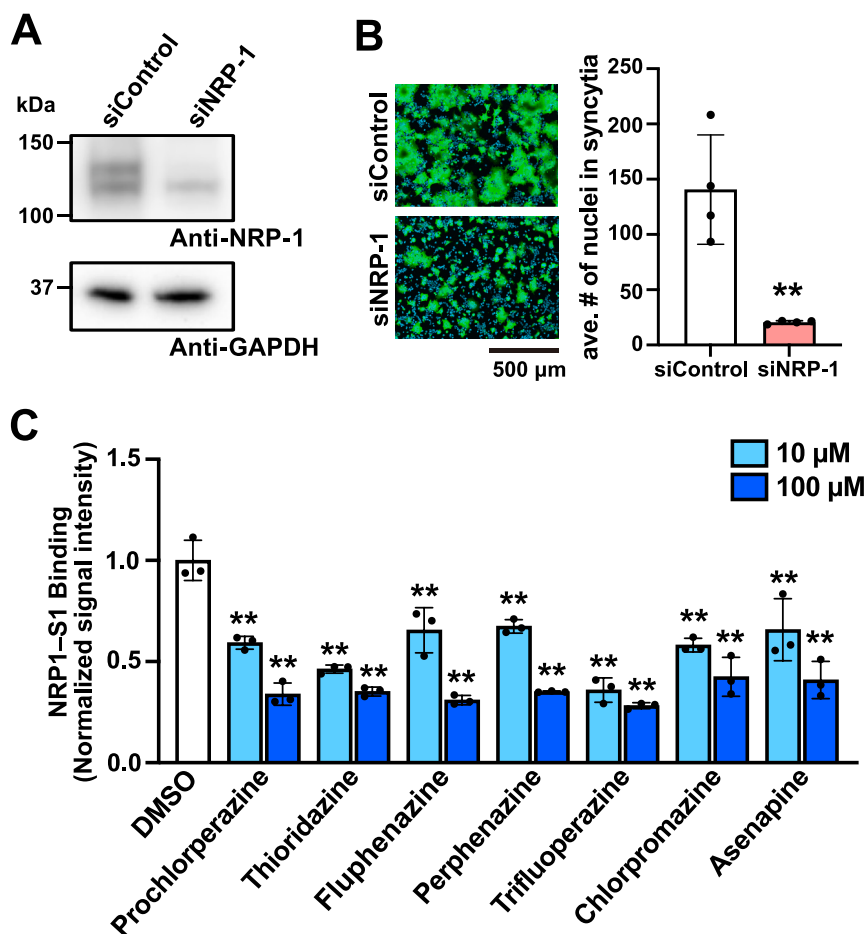 A
siControl
siNRP-1
kDa
150
100
Anti-NRP-1
37
Anti-GAPDH
B
siControl
siNRP-1
500 µm
ave. # of nuclei in syncytia
250
200
150
100
50
0
**
siControl siNRP-1
C
NRP1–S1 Binding
(Normalized signal intensity)
1.5
1.0
0.5
0.0
10 µM
100 µM
** ** ** ** ** ** ** ** ** ** ** ** ** **
DMSO
Prochlorperazine
Thioridazine
Fluphenazine
Perphenazine
Trifluoperazine
Chlorpromazine
Asenapine